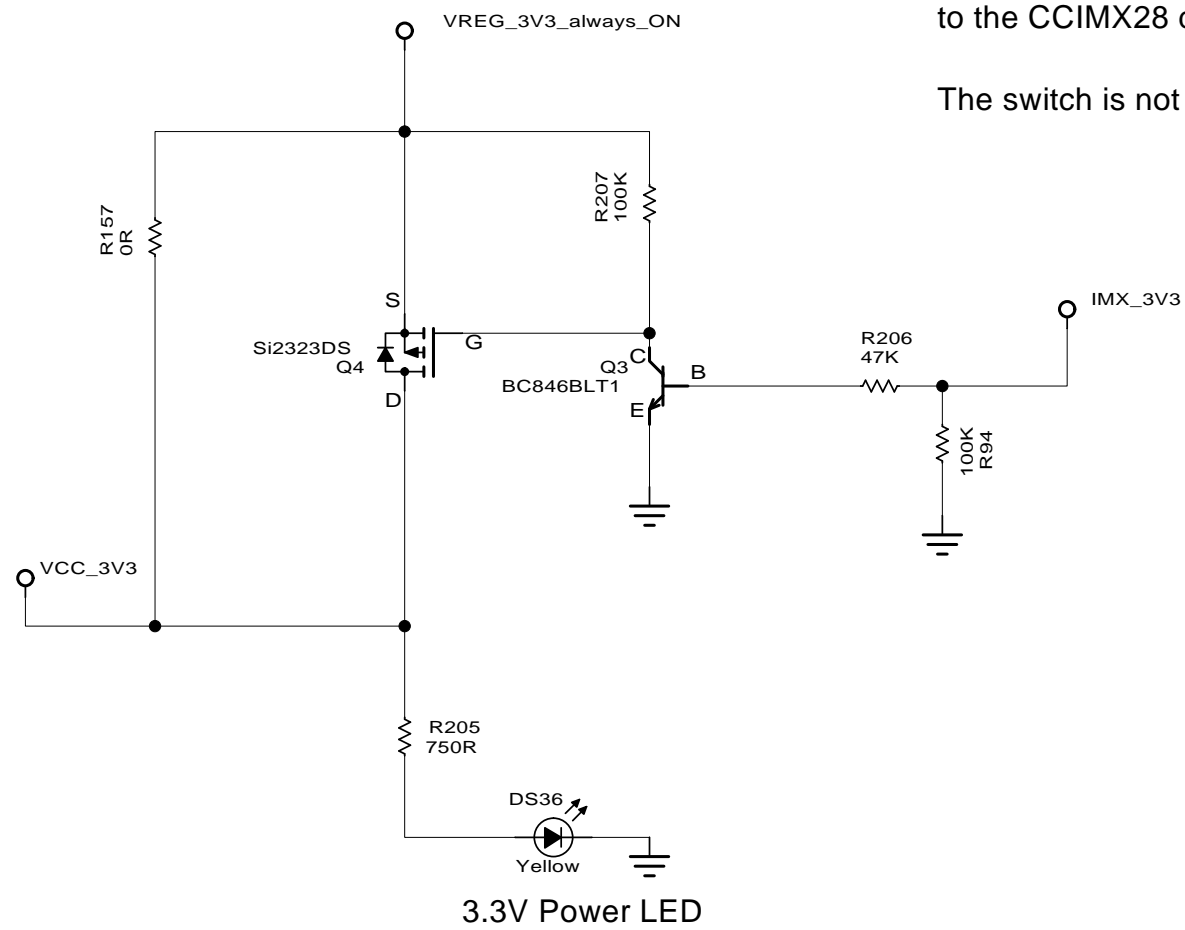 VREG_3V3_always_ON
to the CCIMX28
The switch is not
R157
0R
R207
100K
IMX_3V3
S
G
Si2323DS
Q4
D
C
Q3
B
BC846BLT1
E
R206
47K
100K
R94
VCC_3V3
R205
750R
DS36
Yellow
3.3V Power LED